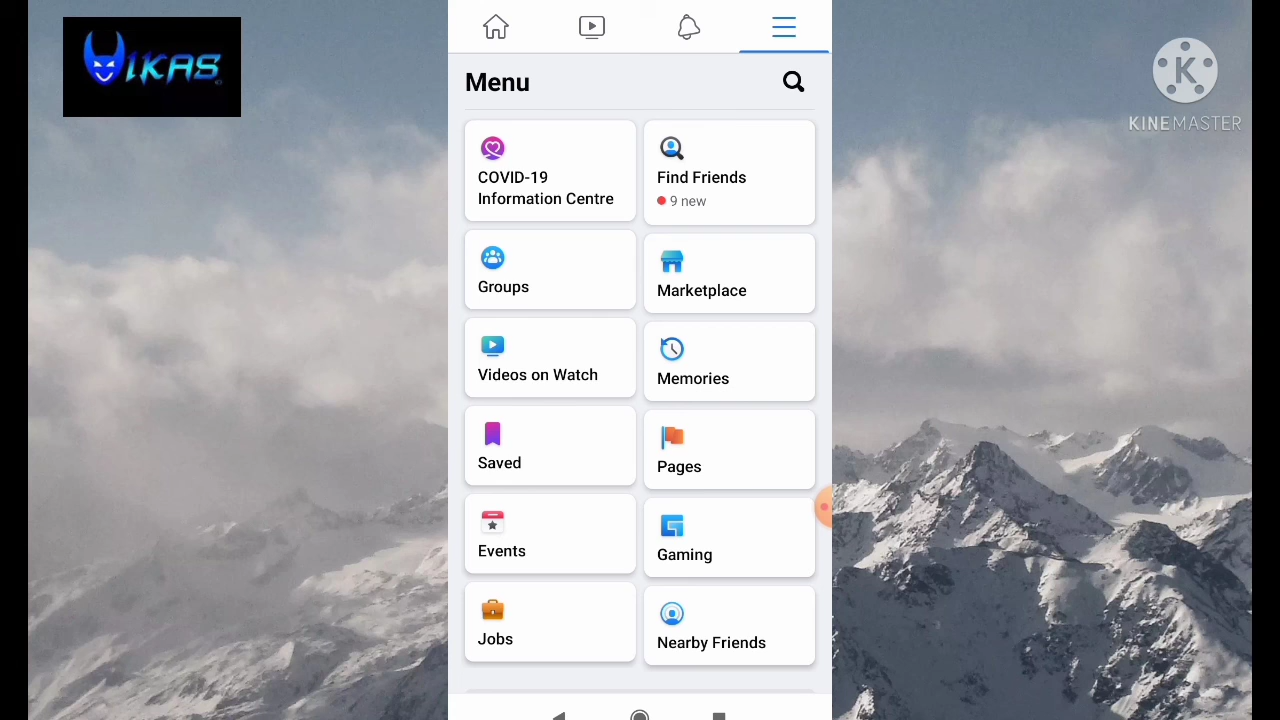 VIKAS
KINEMASTER
Menu
COVID-19
Information Centre
Find Friends
9 new
Groups
Marketplace
Videos on Watch
Memories
Saved
Pages
Events
Gaming
Jobs
Nearby Friends